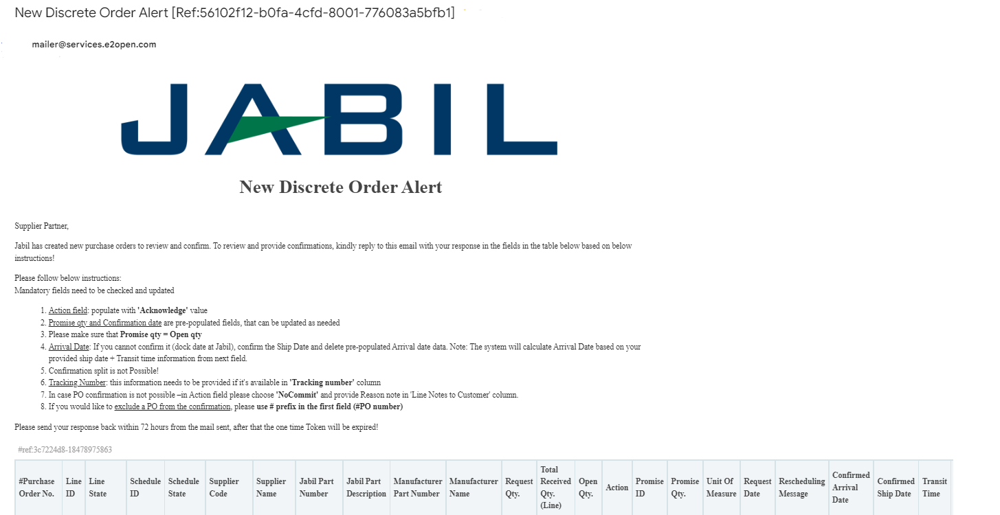 New Discrete Order Alert [Ref:56102f12-b0fa-4cfd-8001-776083a5bfb1]
mailer@services.e2open.com
JABIL
New Discrete Order Alert
Supplier Partner,
Jabil has created new purchase orders to review and confirm. To review and provide confirmations, kindly reply to this email with your response in the fields in the table below based on below
instructions!
Please follow below instructions:
Mandatory fields need to be checked and updated
1. Action field: populate with 'Acknowledge' value
2. Promise qty and Confirmation date are pre-populated fields, that can be updated as needed
3. Please make sure that Promise qty = Open qty
4. Arrival Date: If you cannot confirm it (dock date at Jabil), confirm the Ship Date and delete pre-populated Arrival date data. Note: The system will calculate Arrival Date based on your
provided ship date + Transit time information from next field.
5. Confirmation split is not Possible!
6. Tracking Number: this information needs to be provided if it's available in 'Tracking number' column
7. In case PO confirmation is not possible –in Action field please choose 'NoCommit' and provide Reason note in 'Line Notes to Customer' column.
8. If you would like to exclude a PO from the confirmation, please use # prefix in the first field (#PO number)
Please send your response back within 72 hours from the mail sent, after that the one time Token will be expired!
#ref:3c7224d8-18478975863
#Purchase Order No.
Line ID
Line State
Schedule ID
Schedule State
Supplier Code
Supplier Name
Jabil Part Number
Jabil Part Description
Manufacturer Part Number
Manufacturer Name
Request Qty.
Total Received Qty. (Line)
Open Qty.
Action
Promise ID
Promise Qty.
Unit Of Measure
Request Date
Rescheduling Message
Confirmed Arrival Date
Confirmed Ship Date
Transit Time